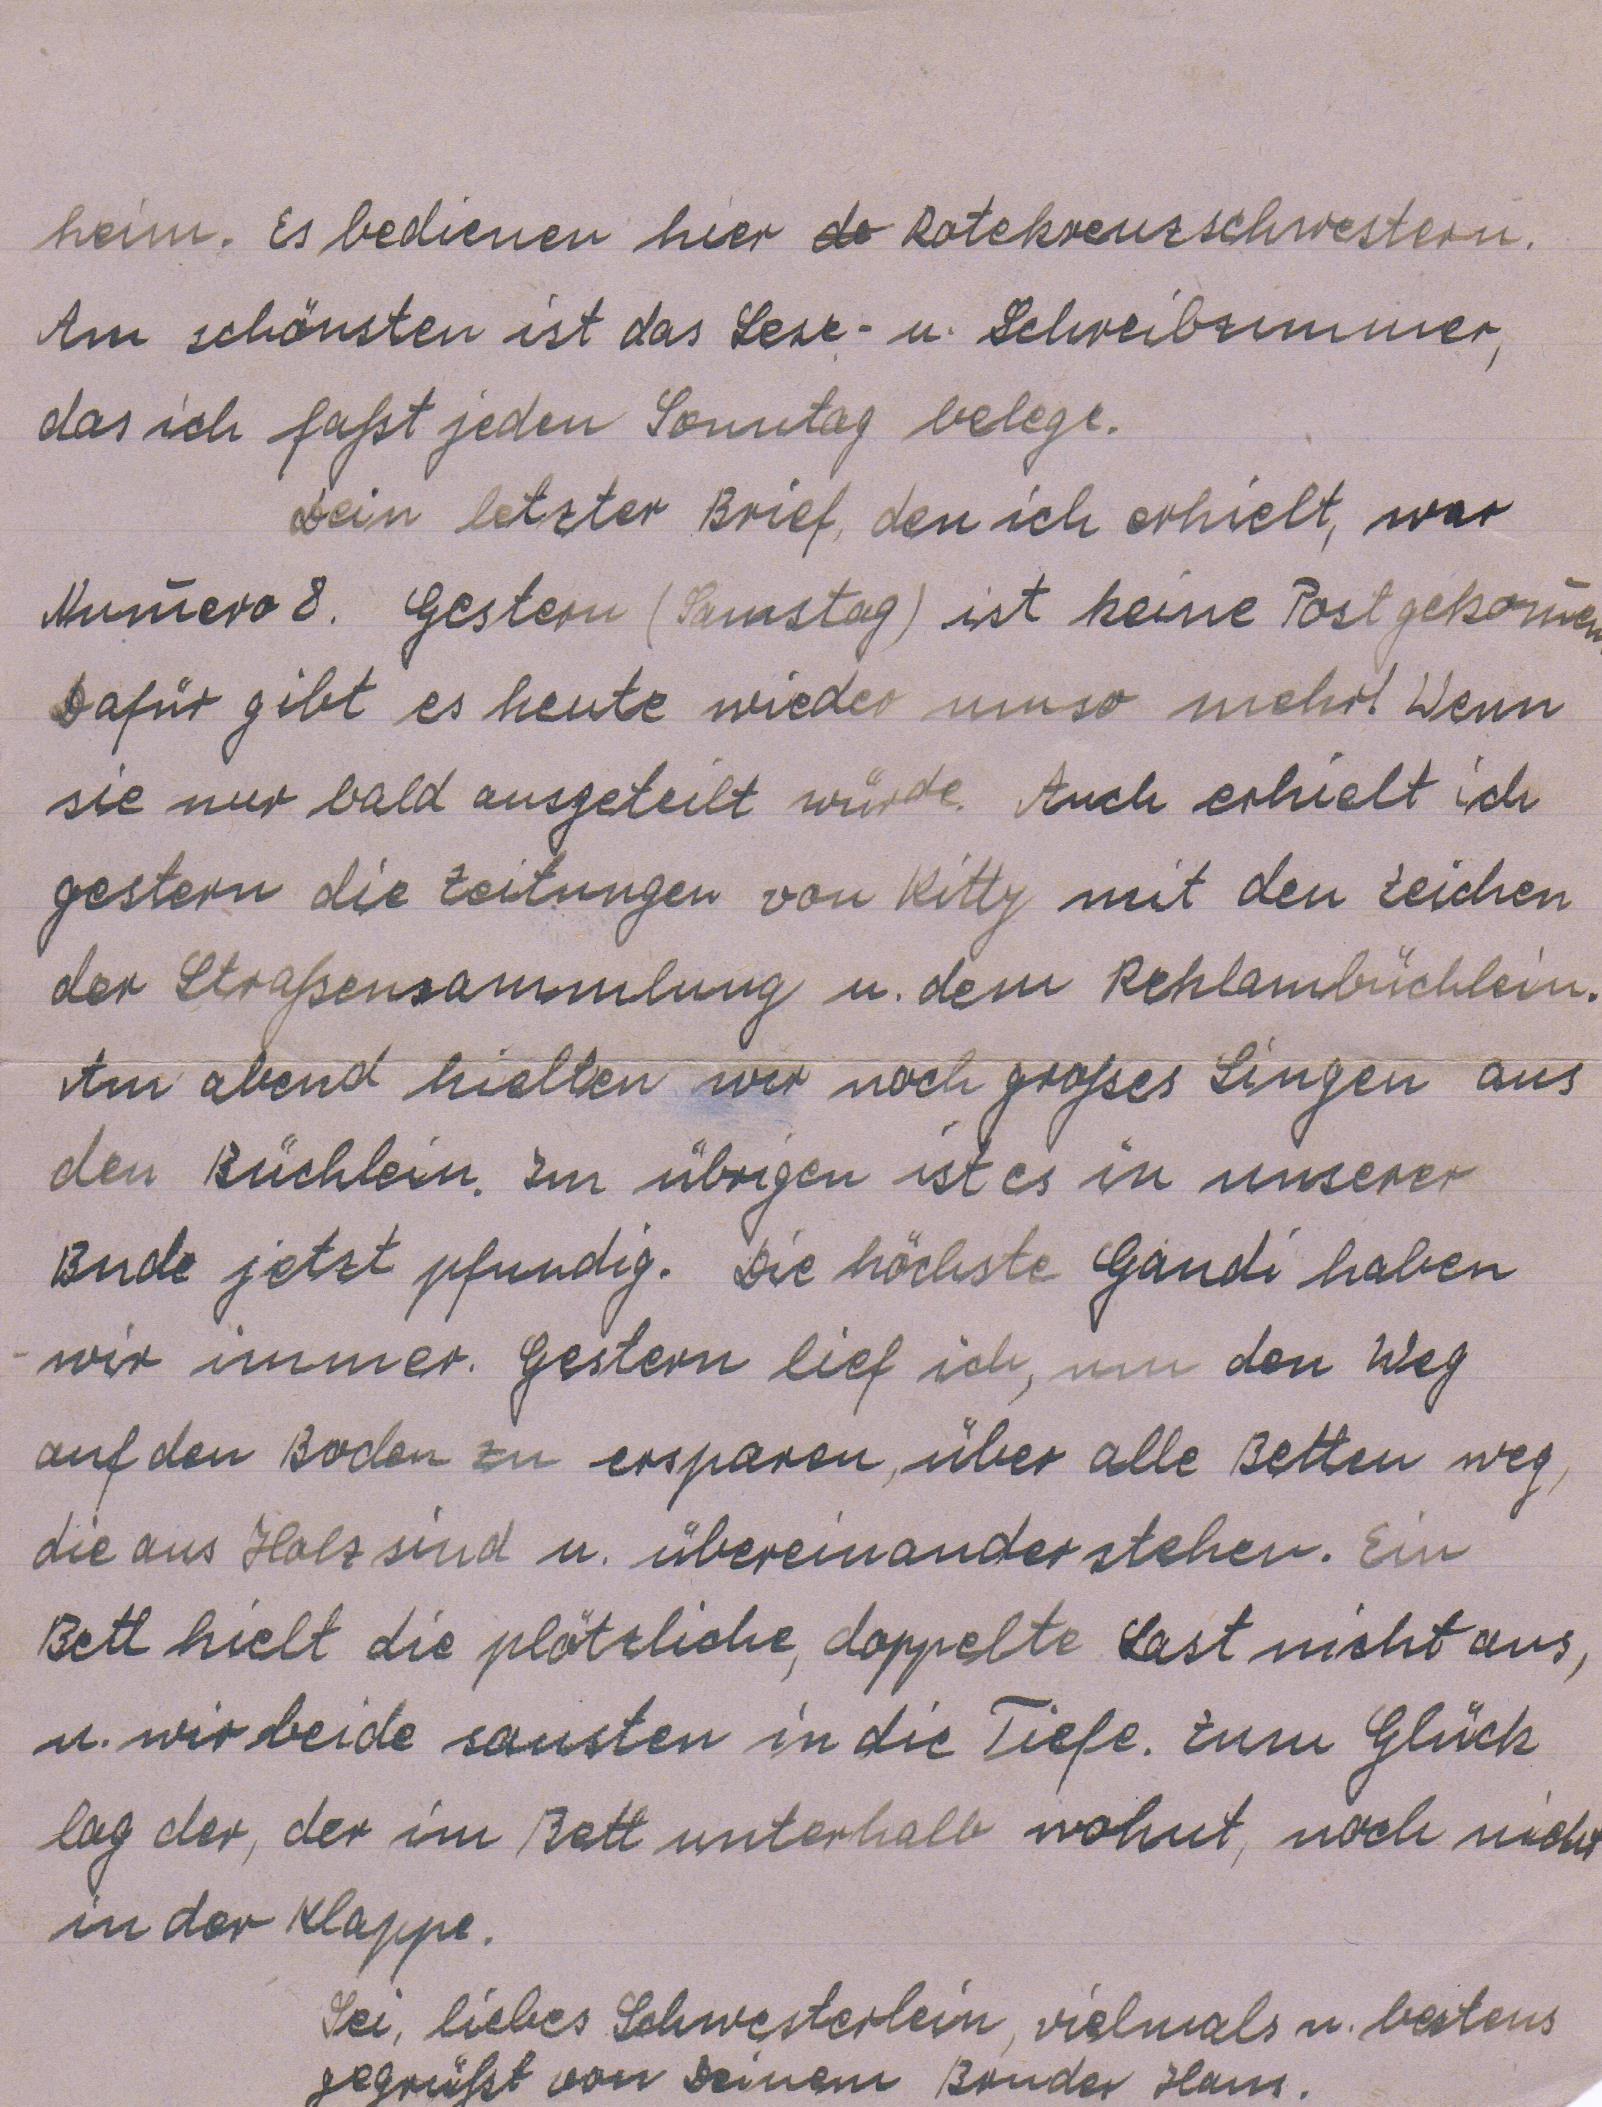 heim. Es bedienen hier de Rotekreuzschwestern.
Am schönsten ist das Lese- u. Schreibzimmer,
das ich faßt jeden Sonntag belege.
Dein letzter Brief, den ich erhielt, war
Num̄ero 8. Gestern (Samstag) ist keine Post gekom̄en.
Dafür gibt es heute wieder umso mehr! Wenn
sie nur bald ausgeteilt würde. Auch erhielt ich
gestern die Zeitungen von Kitty mit den Zeichen
der Straßensammlung u. dem Reklambüchlein.
Am abend hielten wir noch großes Singen aus
den Büchlein. Im übrigen ist es in unserer
Bude jetzt pfundig. Die höchste Gaudi haben
wir immer. Gestern lief ich, um den Weg
auf den Boden zu ersparen, über alle Betten weg,
die aus Holz sind u. übereinander stehen. Ein
Bett hielt die plötzliche, doppelte Last nicht aus,
u. wir beide sausten in die Tiefe. Zum Glück
lag der, der im Bett unterhalb wohnt, noch nicht
in der Klappe.
Sei, liebes Schwesterlein, vielmals u. bestens
gegrüßt von Deinem Bruder Hans.